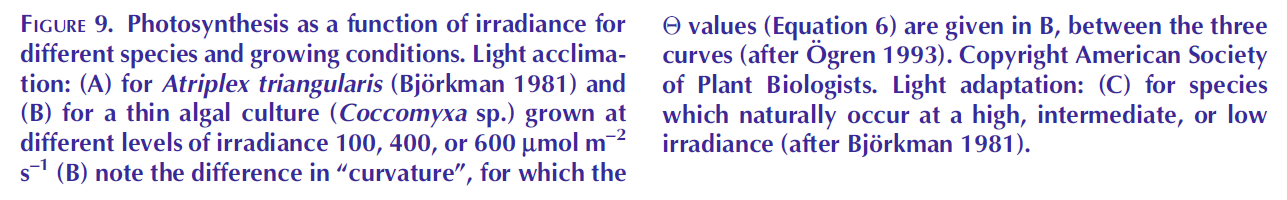 FIGURE 9. Photosynthesis as a function of irradiance for
different species and growing conditions. Light acclima-
tion: (A) for Atriplex triangularis (Björkman 1981) and
(B) for a thin algal culture (Coccomyxa sp.) grown at
different levels of irradiance 100, 400, or 600 μmol m⁻²
s⁻¹ (B) note the difference in “curvature”, for which the
Θ values (Equation 6) are given in B, between the three
curves (after Ögren 1993). Copyright American Society
of Plant Biologists. Light adaptation: (C) for species
which naturally occur at a high, intermediate, or low
irradiance (after Björkman 1981).